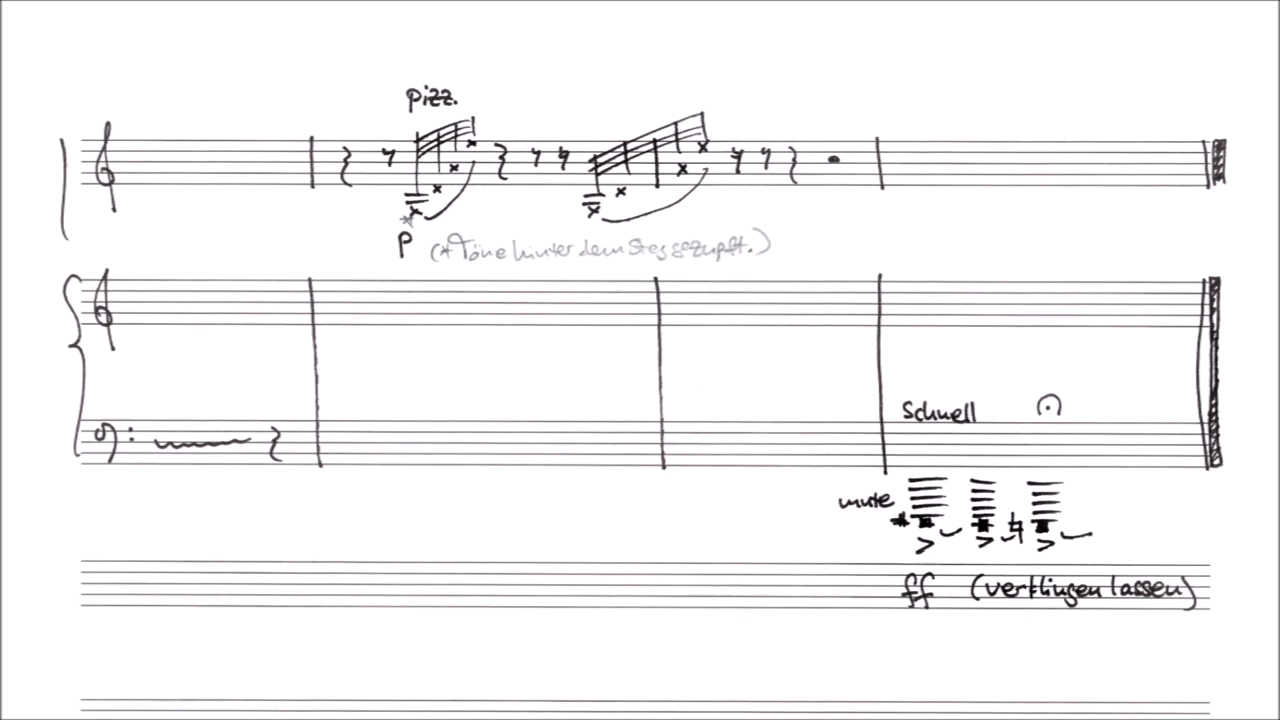 pizz.
p (* Töne hinter dem Steg gezupft.)
Schnell
mute
ff (verklingen lassen)